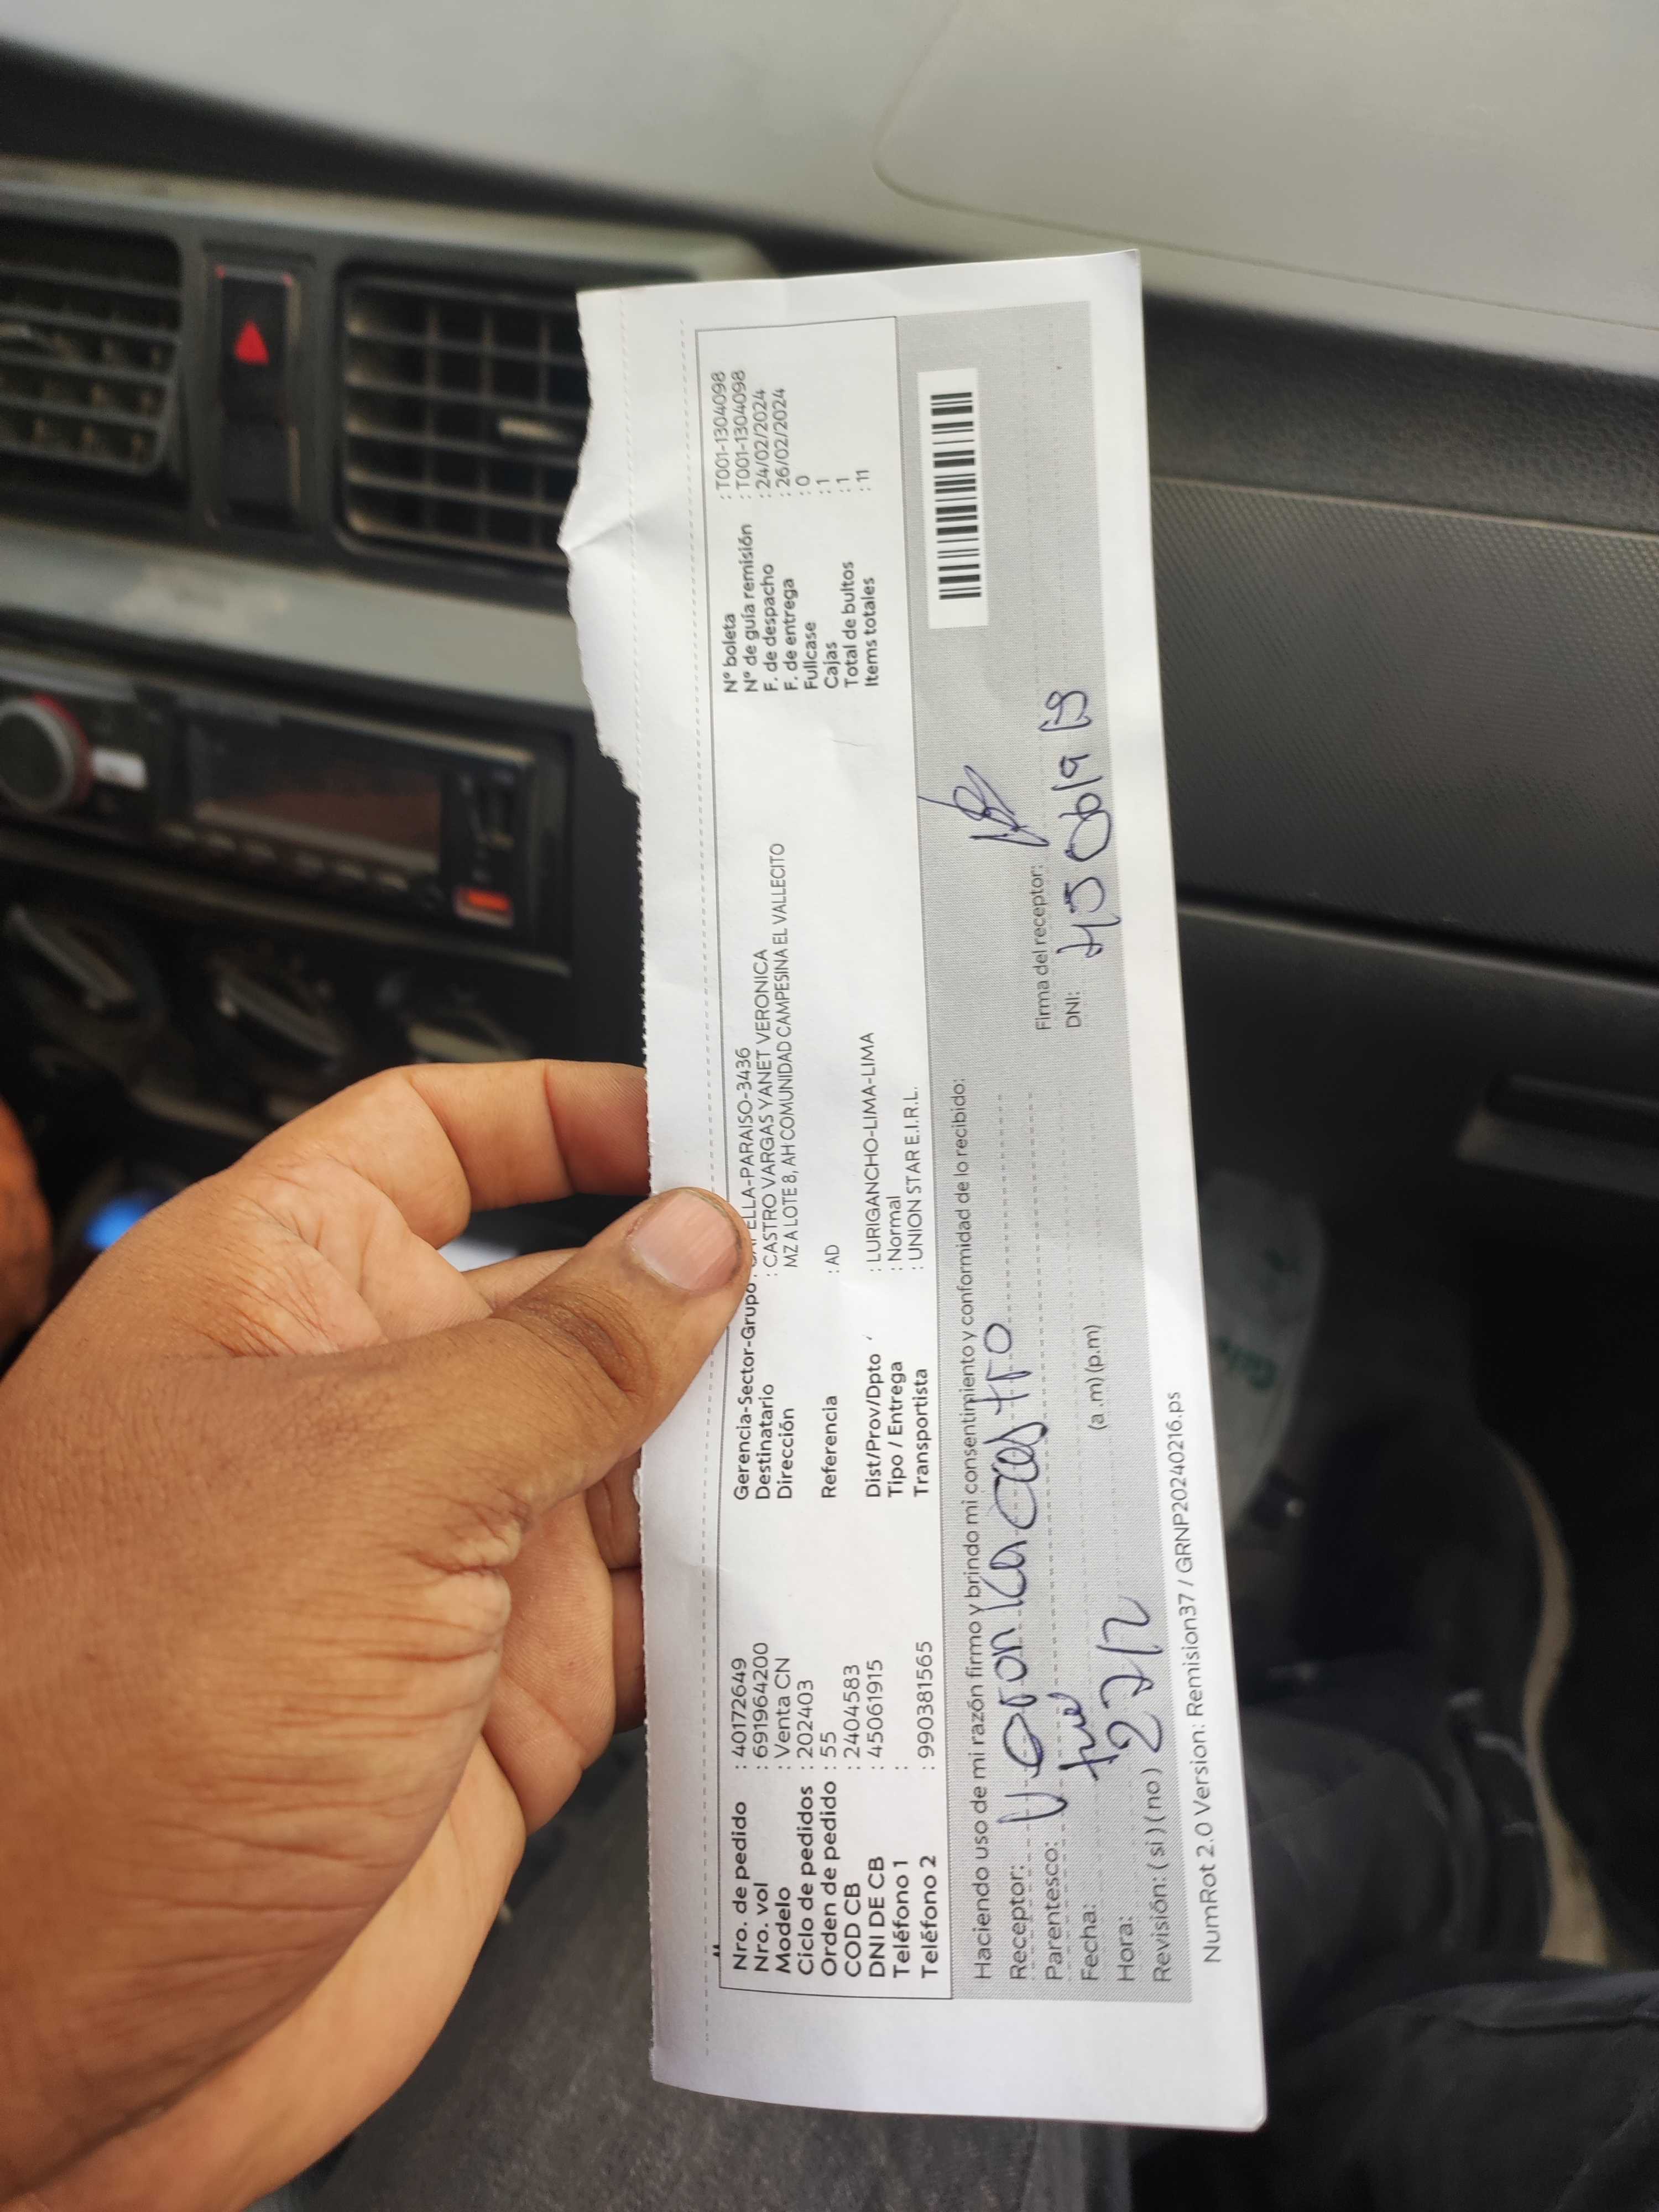 Nro. de pedido : 40172649
Nro. vol : 691964200
Modelo : Venta CN
Ciclo de pedidos : 202403
Orden de pedido : 55
COD CB : 2404583
DNI DE CB : 45061915
Teléfono 1 :
Teléfono 2 : 990381565
Gerencia-Sector-Grupo : ELLA-PARAISO-3436
Destinatario : CASTRO VARGAS YANET VERONICA
Dirección MZ A LOTE 8, AH COMUNIDAD CAMPESINA EL VALLECITO
Referencia : AD
Dist/Prov/Dpto : LURIGANCHO-LIMA-LIMA
Tipo / Entrega : Normal
Transportista : UNION STAR E.I.R.L.
N° boleta : T001-1304098
N° de guía remisión : T001-1304098
F. de despacho : 24/02/2024
F. de entrega : 26/02/2024
Fullcase : 0
Cajas : 1
Total de bultos : 1
Items totales : 11
Haciendo uso de mi razón firmo y brindo mi consentimiento y conformidad de lo recibido:
Receptor: Veronica castro
Parentesco:
Fecha:
Hora: 27/2 (a .m) (p.m)
Revisión: ( si ) ( no )
Firma del receptor:
DNI: 45061915
NumRot 2.0 Version: Remision37 / GRNP20240216.ps